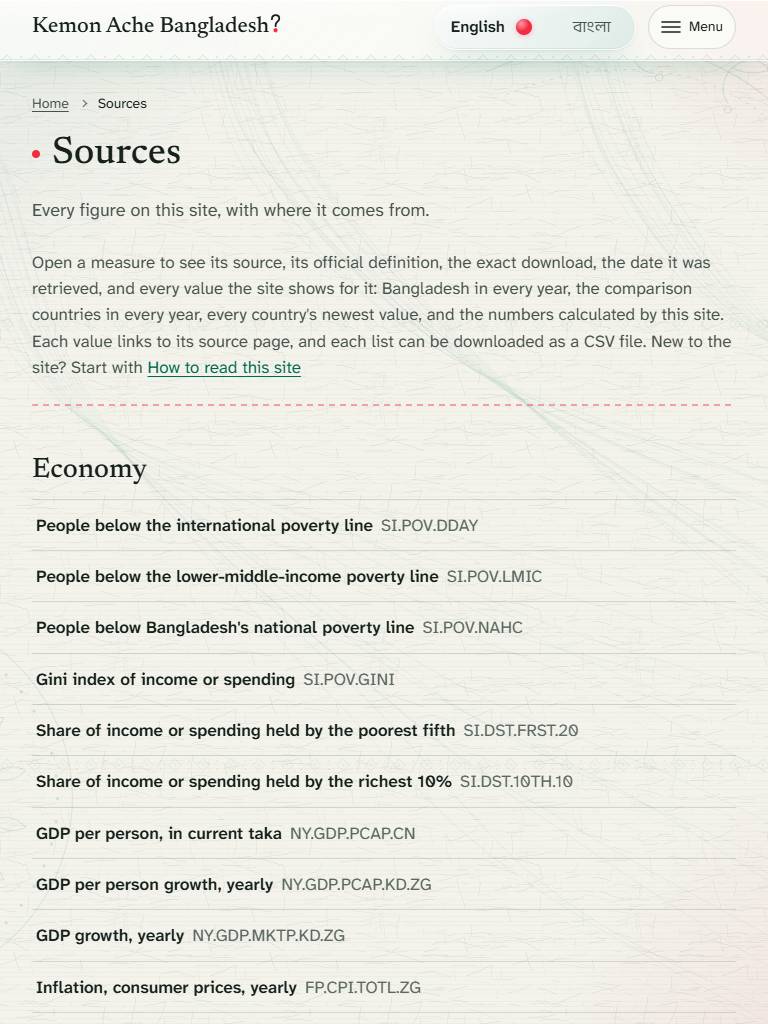 Kemon Ache Bangladesh?
English
বাংলা
Menu
Home > Sources
Sources
Every figure on this site, with where it comes from.
Open a measure to see its source, its official definition, the exact download, the date it was
retrieved, and every value the site shows for it: Bangladesh in every year, the comparison
countries in every year, every country's newest value, and the numbers calculated by this site.
Each value links to its source page, and each list can be downloaded as a CSV file. New to the
site? Start with How to read this site
Economy
People below the international poverty line SI.POV.DDAY
People below the lower-middle-income poverty line SI.POV.LMIC
People below Bangladesh's national poverty line SI.POV.NAHC
Gini index of income or spending SI.POV.GINI
Share of income or spending held by the poorest fifth SI.DST.FRST.20
Share of income or spending held by the richest 10% SI.DST.10TH.10
GDP per person, in current taka NY.GDP.PCAP.CN
GDP per person growth, yearly NY.GDP.PCAP.KD.ZG
GDP growth, yearly NY.GDP.MKTP.KD.ZG
Inflation, consumer prices, yearly FP.CPI.TOTL.ZG